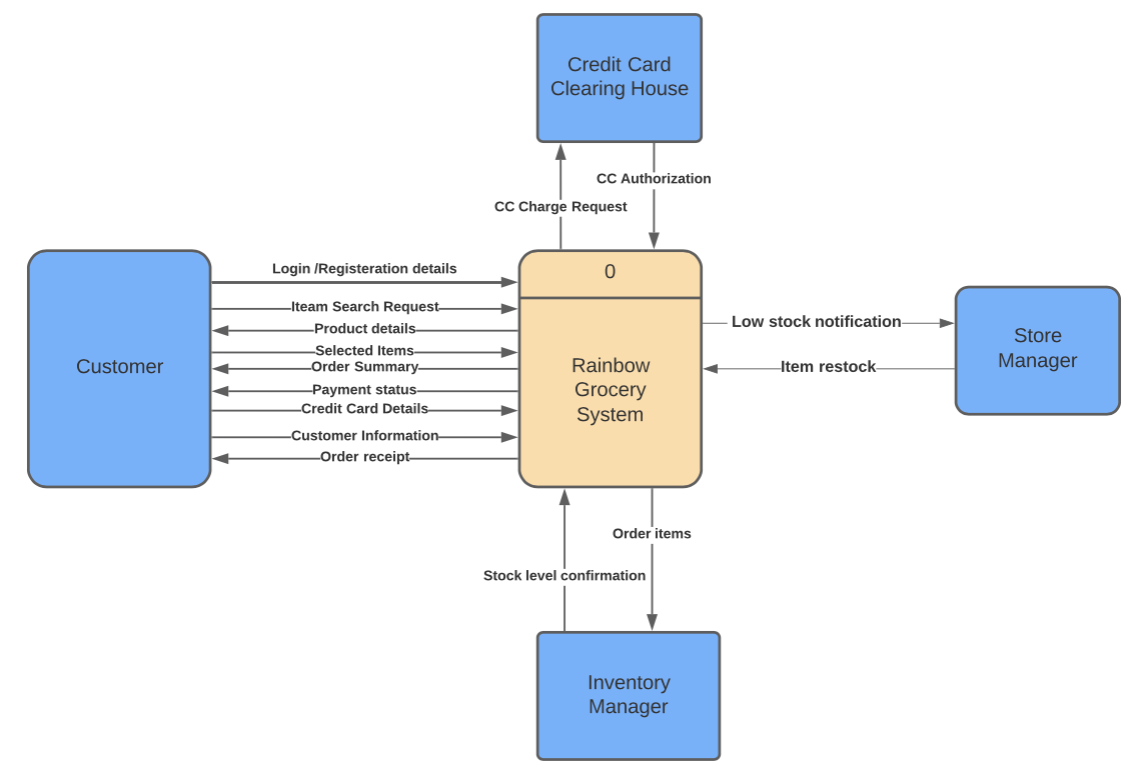 Credit Card
Clearing House
CC Authorization
CC Charge Request
Login /Registeration details
0
Iteam Search Request
Product details
Selected Items
Order Summary
Payment status
Credit Card Details
Customer Information
Order receipt
Customer
Rainbow
Grocery
System
Low stock notification
Item restock
Store
Manager
Order items
Stock level confirmation
Inventory
Manager